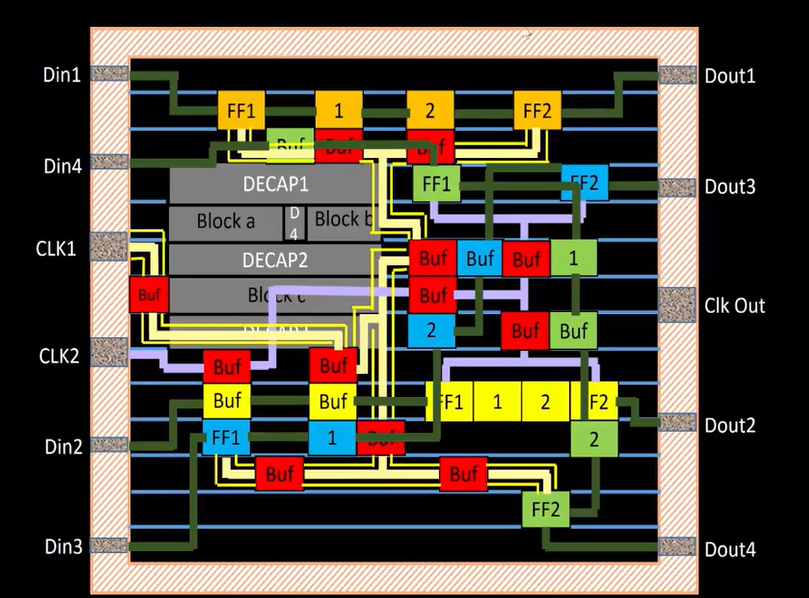 Din1
Dout1
FF1
1
2
FF2
Buf
Buf
Buf
Din4
DECAP1
FF1
FF2
Dout3
Block a
D
4
Block b
CLK1
DECAP2
Buf
Buf
Buf
1
Buf
Block c
Buf
Clk Out
2
Buf
Buf
CLK2
Buf
Buf
Buf
Buf
FF1
1
2
F2
Dout2
Din2
FF1
1
Buf
2
Buf
Buf
FF2
Din3
Dout4